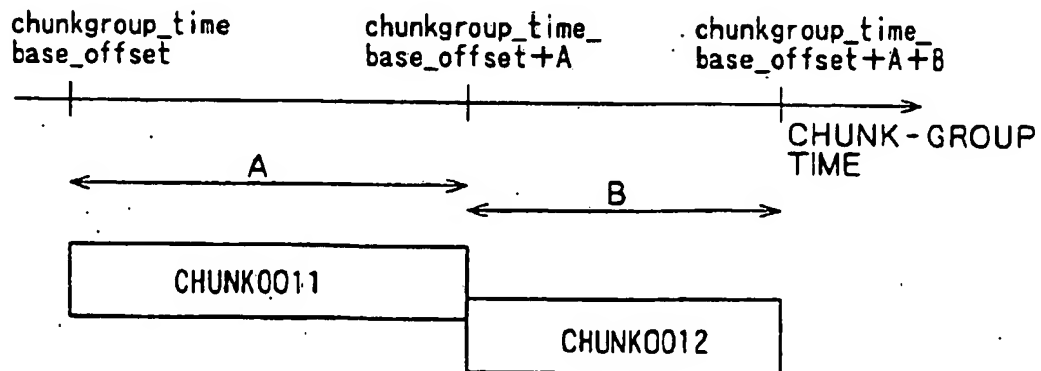 chunkgroup_time
base_offset
chunkgroup_time_
base_offset+A
chunkgroup_time_
base_offset+A+B
CHUNK-GROUP
TIME
A
B
CHUNK0011
CHUNK0012